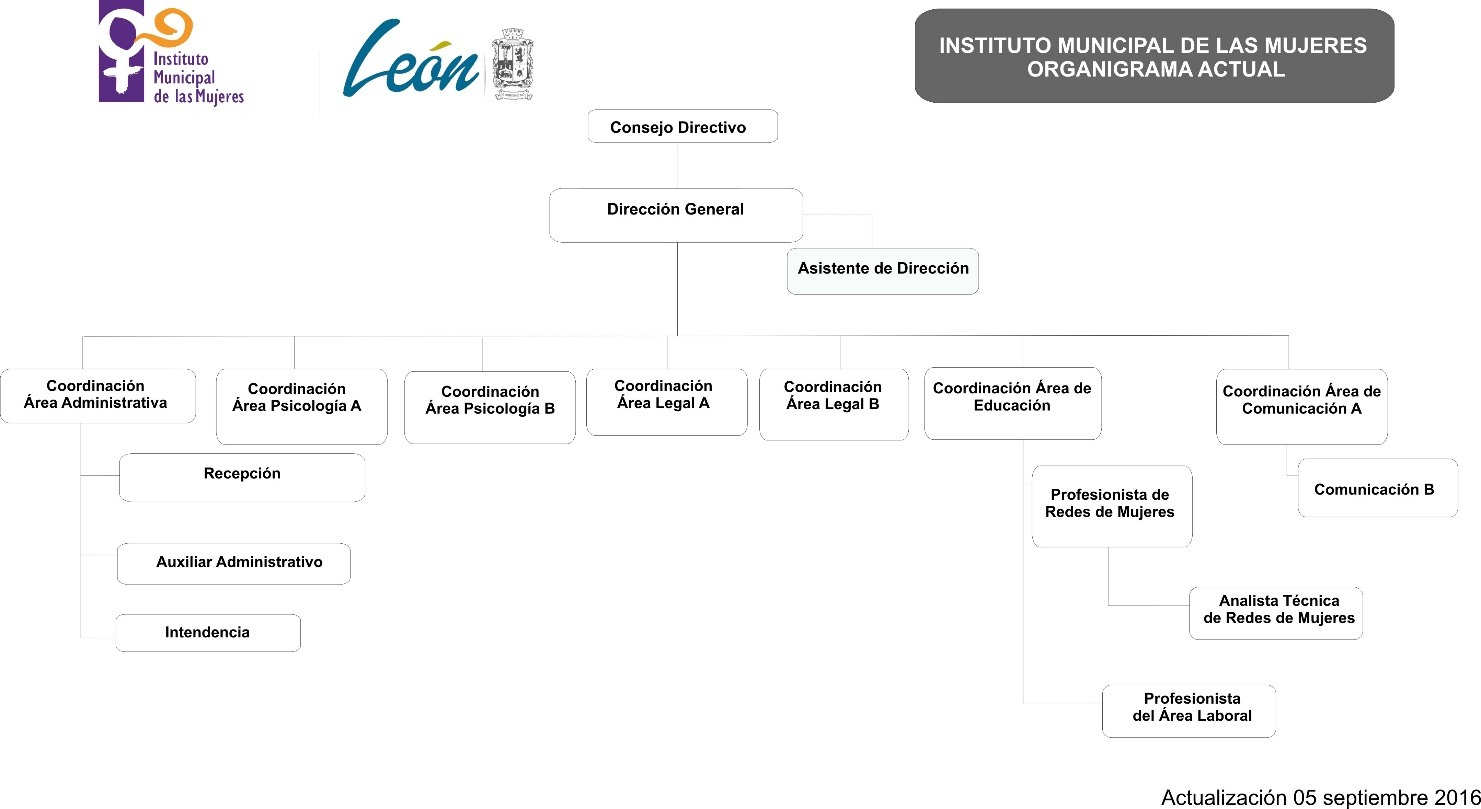 Instituto
Municipal
de las Mujeres
León
INSTITUTO MUNICIPAL DE LAS MUJERES
ORGANIGRAMA ACTUAL
Consejo Directivo
Dirección General
Asistente de Dirección
Coordinación
Área Administrativa
Coordinación
Área Psicología A
Coordinación
Área Psicología B
Coordinación
Área Legal A
Coordinación
Área Legal B
Coordinación Área de
Educación
Coordinación Área de
Comunicación A
Recepción
Auxiliar Administrativo
Intendencia
Profesionista de
Redes de Mujeres
Analista Técnica
de Redes de Mujeres
Profesionista
del Área Laboral
Comunicación B
Actualización 05 septiembre 2016